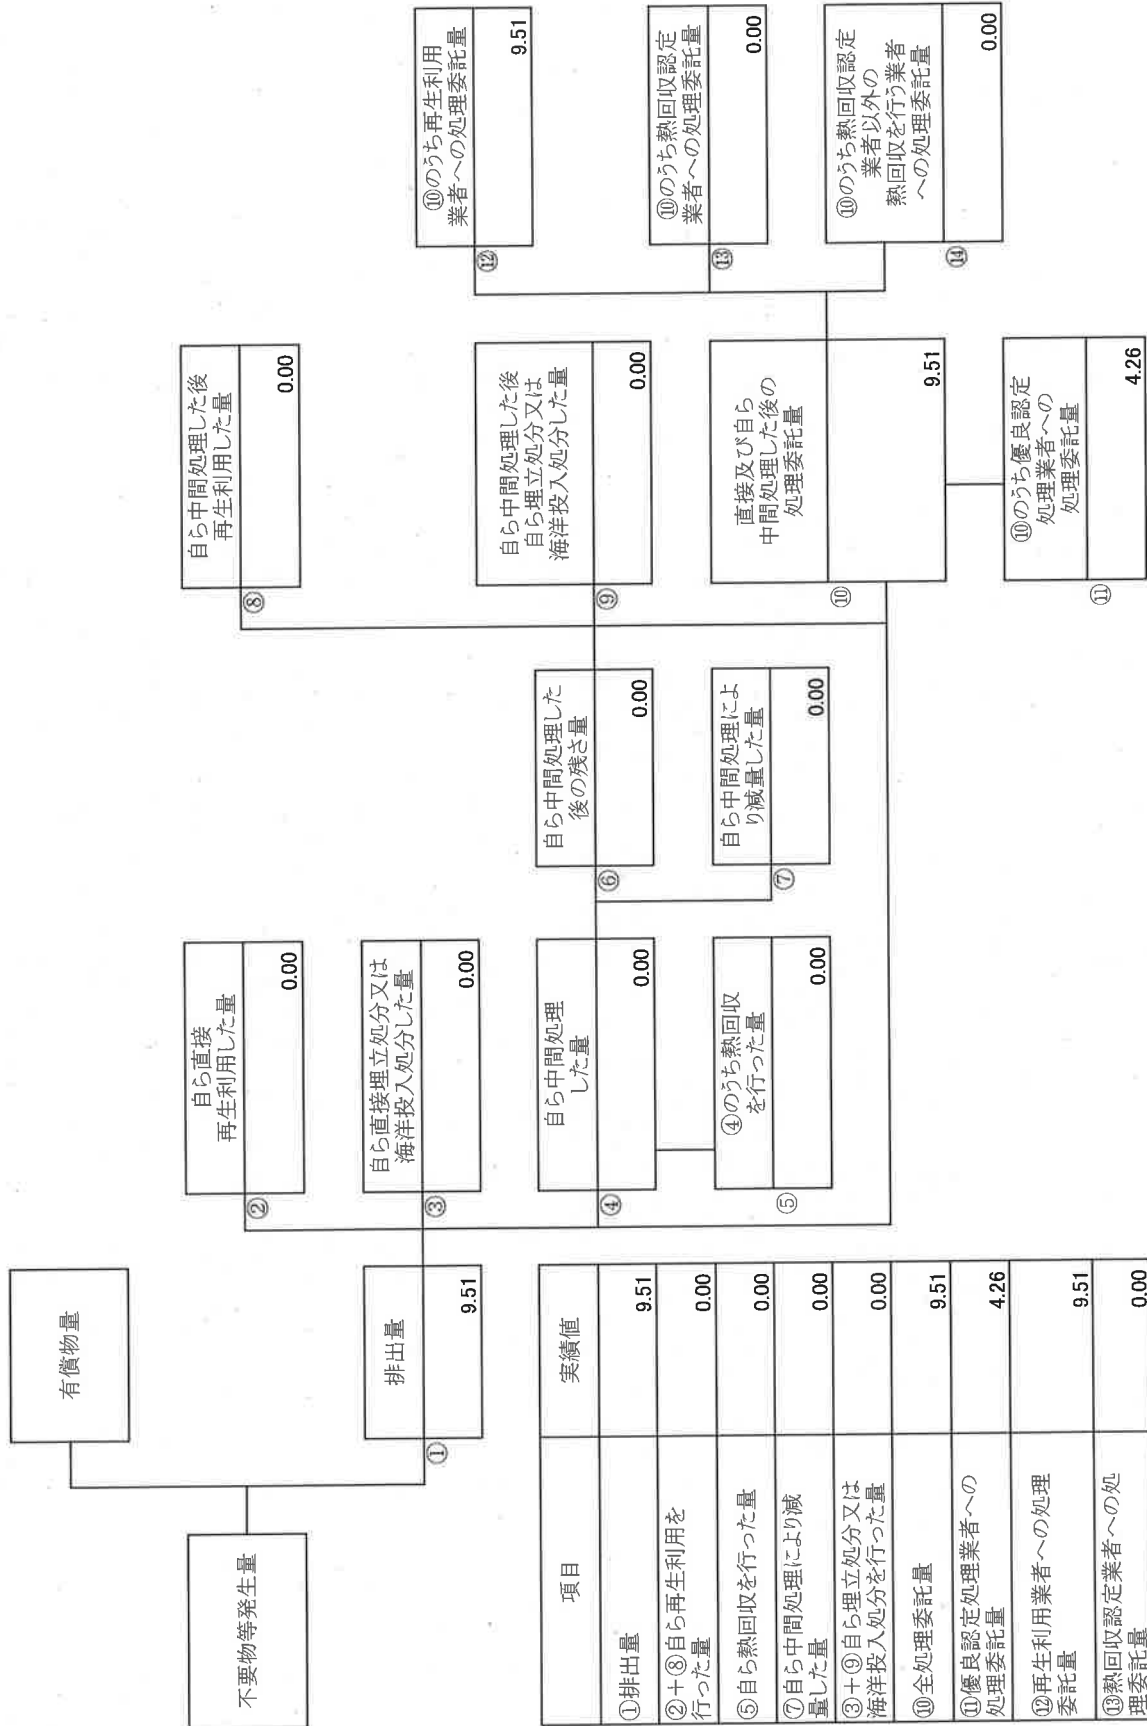 不要物等発生量
有償物量
排出量
①
9.51
自ら直接
再生利用した量
②
0.00
自ら直接埋立処分又は
海洋投入処分した量
③
0.00
自ら中間処理
した量
④
0.00
④のうち熱回収
を行った量
⑤
0.00
自ら中間処理した
後の残さ量
⑥
0.00
自ら中間処理によ
り減量した量
⑦
0.00
自ら中間処理した後
再生利用した量
⑧
0.00
自ら中間処理した後
自ら埋立処分又は
海洋投入処分した量
⑨
0.00
直接及び自ら
中間処理した後の
処理委託量
⑩
9.51
⑩のうち優良認定
処理業者への
処理委託量
⑪
4.26
⑩のうち再生利用
業者への処理委託量
⑫
9.51
⑩のうち熱回収認定
業者への処理委託量
⑬
0.00
⑩のうち熱回収認定
業者以外の
熱回収を行う業者
への処理委託量
⑭
0.00
項目 実績値
①排出量 9.51
②+⑧自ら再生利用を
行った量 0.00
⑤自ら熱回収を行った量 0.00
⑦自ら中間処理により減
量した量 0.00
③+⑨自ら埋立処分又は
海洋投入処分を行った量 0.00
⑩全処理委託量 9.51
⑪優良認定処理業者への
処理委託量 4.26
⑫再生利用業者への処理
委託量 9.51
⑬熱回収認定業者への処
理委託量 0.00